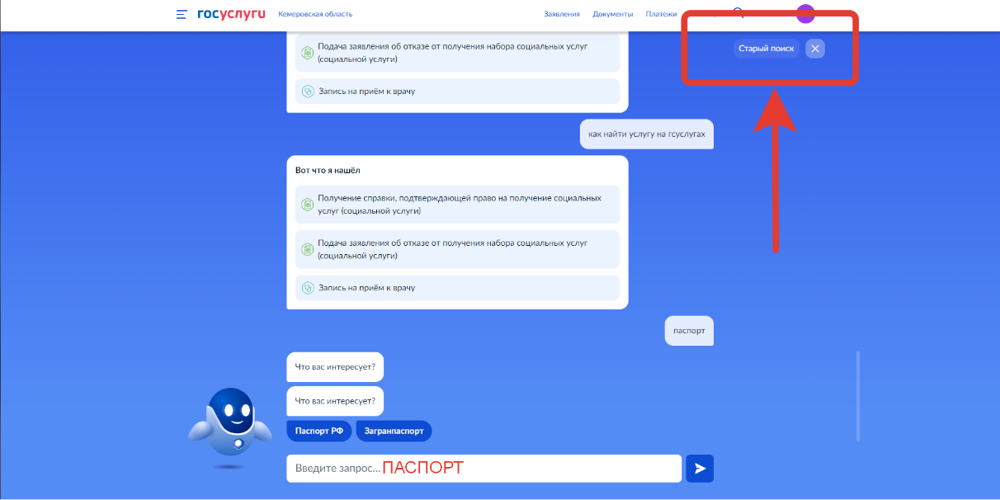 госуслуги Кемеровская область Заявления Документы Платежи
Подача заявления об отказе от получения набора социальных услуг
(социальной услуги)
Старый поиск
Запись на приём к врачу
как найти услугу на гсуслугах
Вот что я нашёл
Получение справки, подтверждающей право на получение социальных
услуг (социальной услуги)
Подача заявления об отказе от получения набора социальных услуг
(социальной услуги)
Запись на приём к врачу
паспорт
Что вас интересует?
Что вас интересует?
Паспорт РФ Загранпаспорт
Введите запрос... ПАСПОРТ